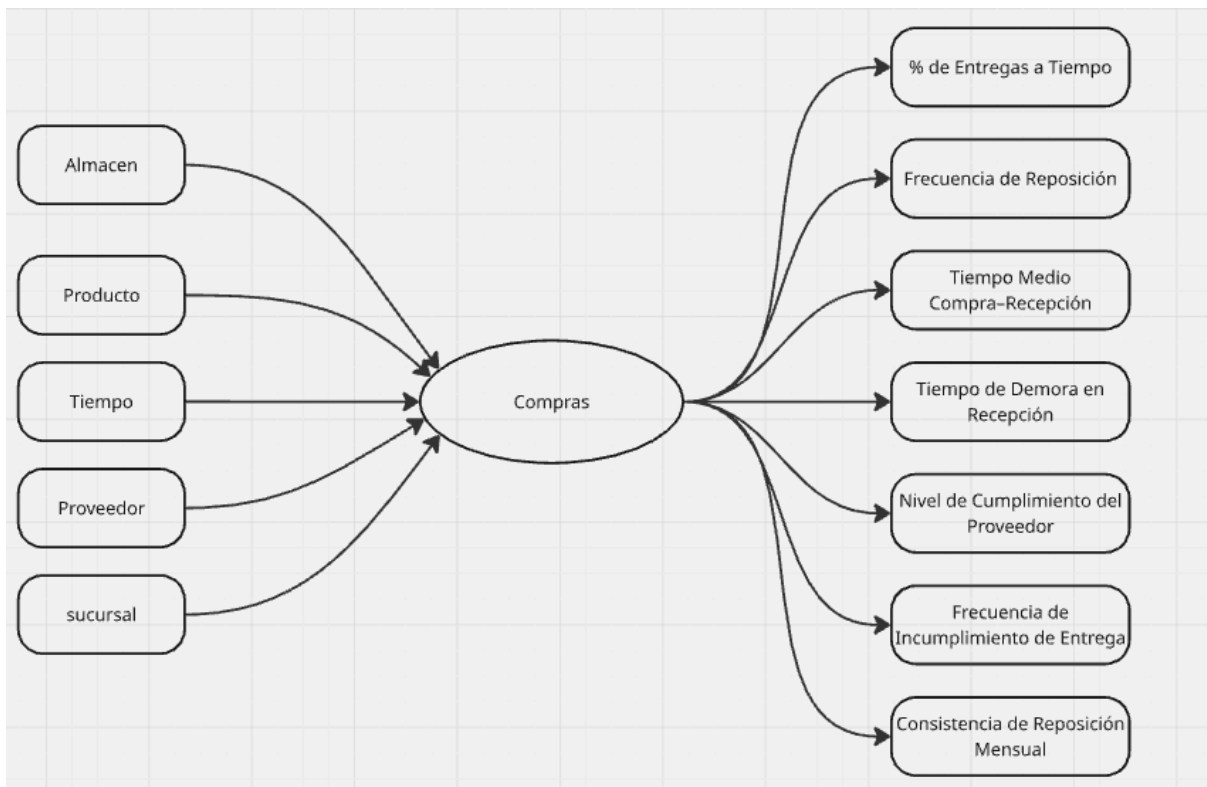 Almacen
Producto
Tiempo
Proveedor
sucursal
Compras
% de Entregas a Tiempo
Frecuencia de Reposición
Tiempo Medio
Compra–Recepción
Tiempo de Demora en
Recepción
Nivel de Cumplimiento del
Proveedor
Frecuencia de
Incumplimiento de Entrega
Consistencia de Reposición
Mensual